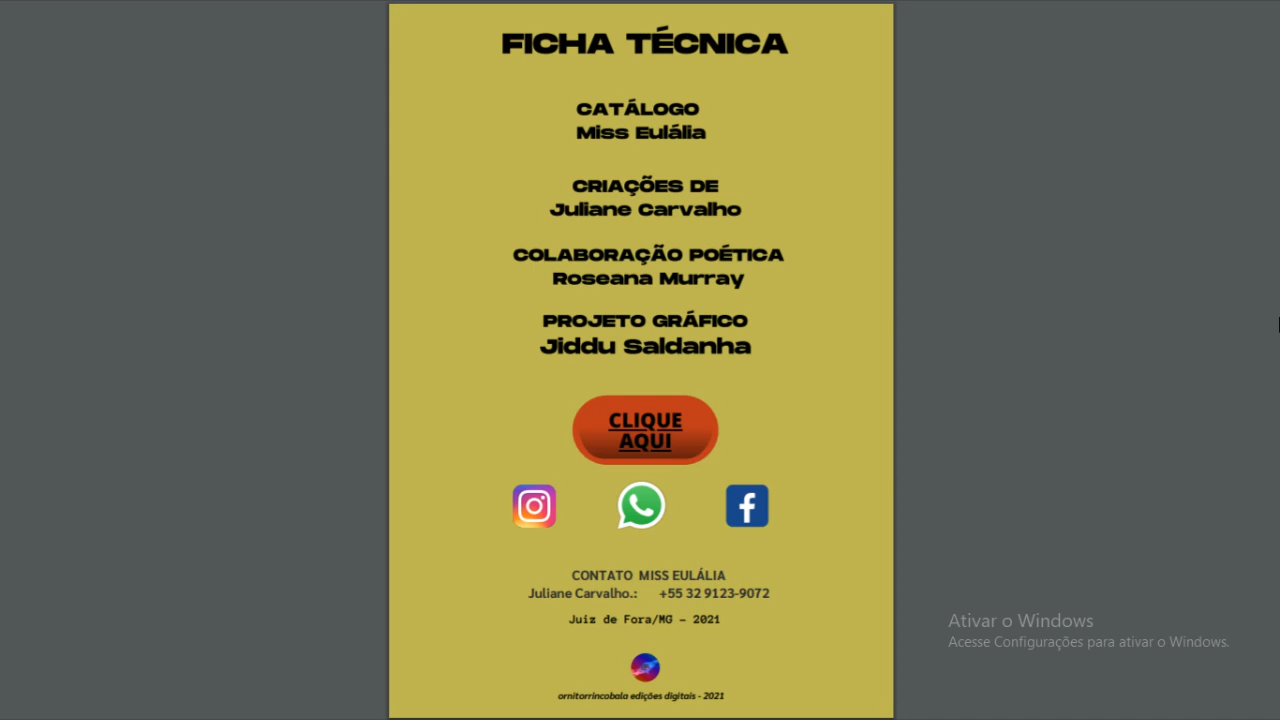 FICHA TÉCNICA
CATÁLOGO
Miss Eulália
CRIAÇÕES DE
Juliane Carvalho
COLABORAÇÃO POÉTICA
Roseana Murray
PROJETO GRÁFICO
Jiddu Saldanha
CLIQUE
AQUI
CONTATO MISS EULÁLIA
Juliane Carvalho.: +55 32 9123-9072
Juiz de Fora/MG - 2021
ornitorrincobala edições digitais - 2021
Ativar o Windows
Acesse Configurações para ativar o Windows.